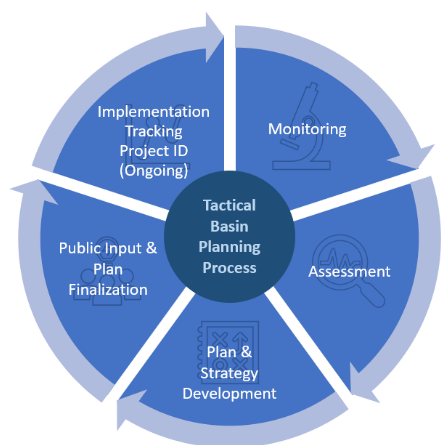 Implementation
Tracking
Project ID
(Ongoing)
Monitoring
Tactical
Basin
Planning
Process
Public Input &
Plan
Finalization
Assessment
Plan &
Strategy
Development